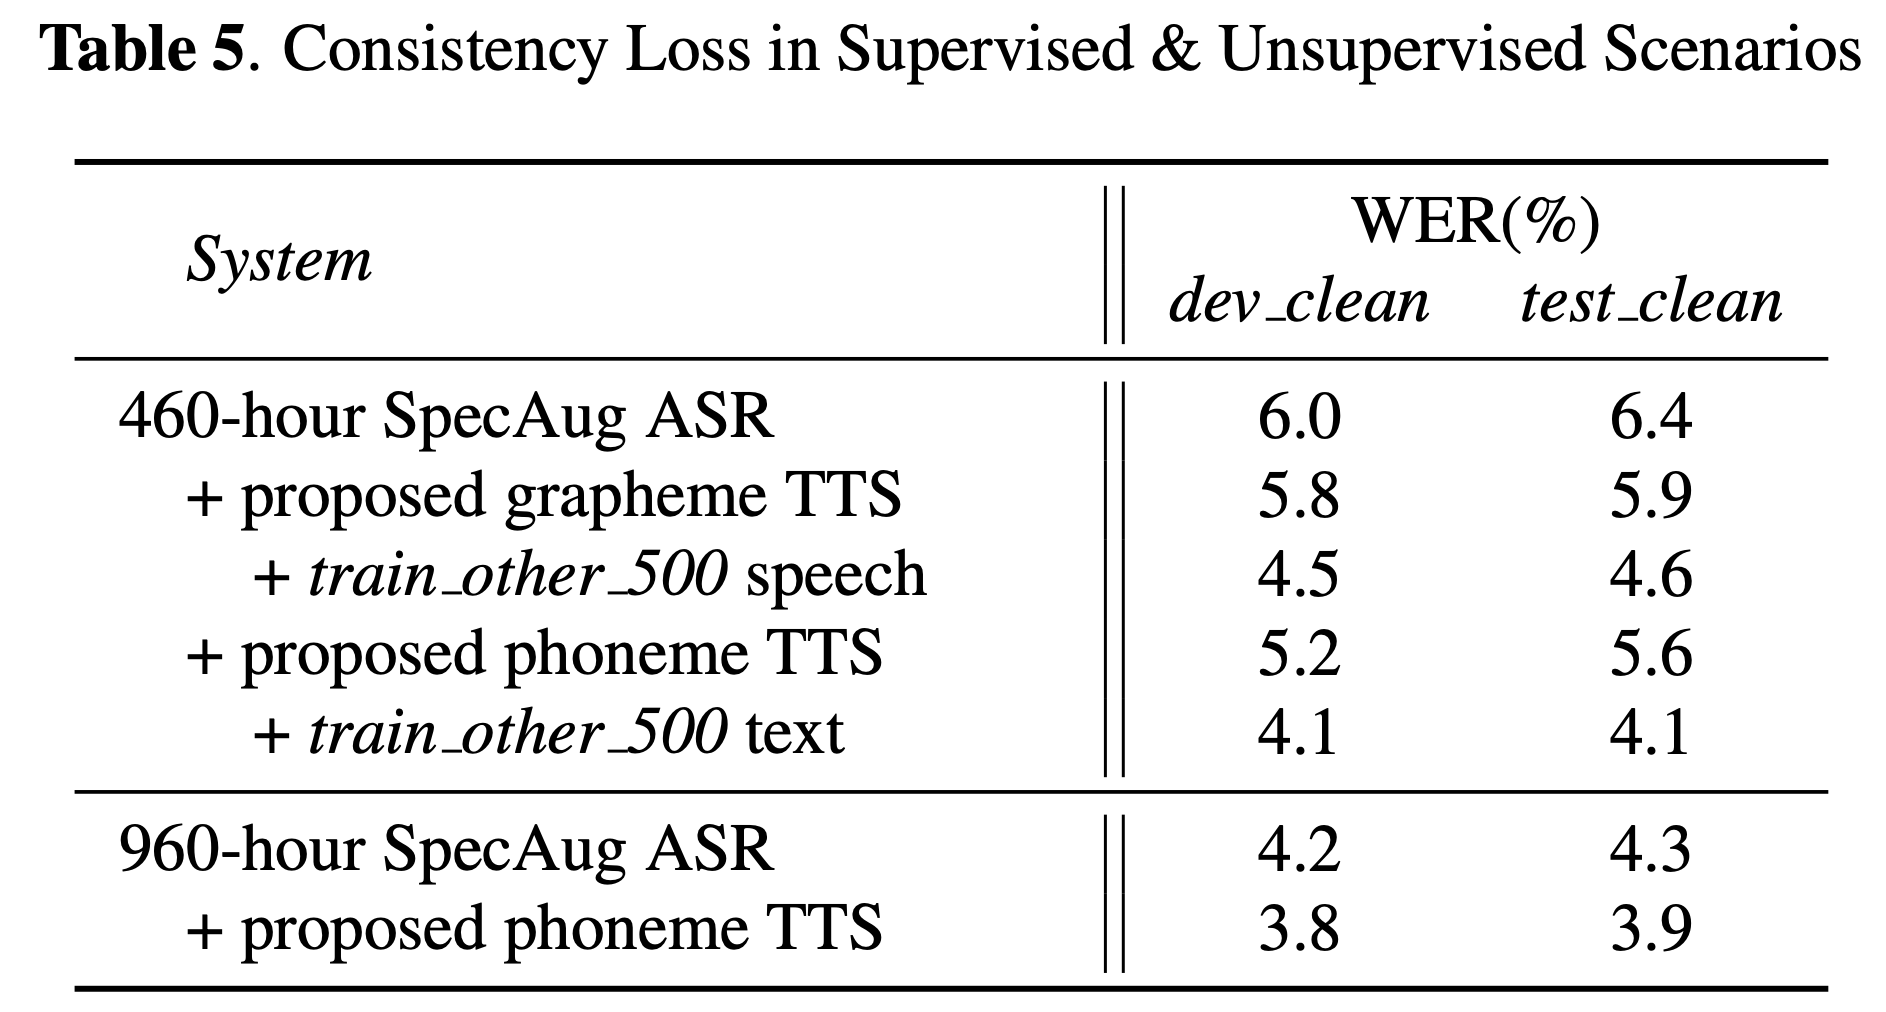 Table 5. Consistency Loss in Supervised & Unsupervised Scenarios
System WER(%)
dev_clean test_clean
460-hour SpecAug ASR 6.0 6.4
+ proposed grapheme TTS 5.8 5.9
+ train_other_500 speech 4.5 4.6
+ proposed phoneme TTS 5.2 5.6
+ train_other_500 text 4.1 4.1
960-hour SpecAug ASR 4.2 4.3
+ proposed phoneme TTS 3.8 3.9